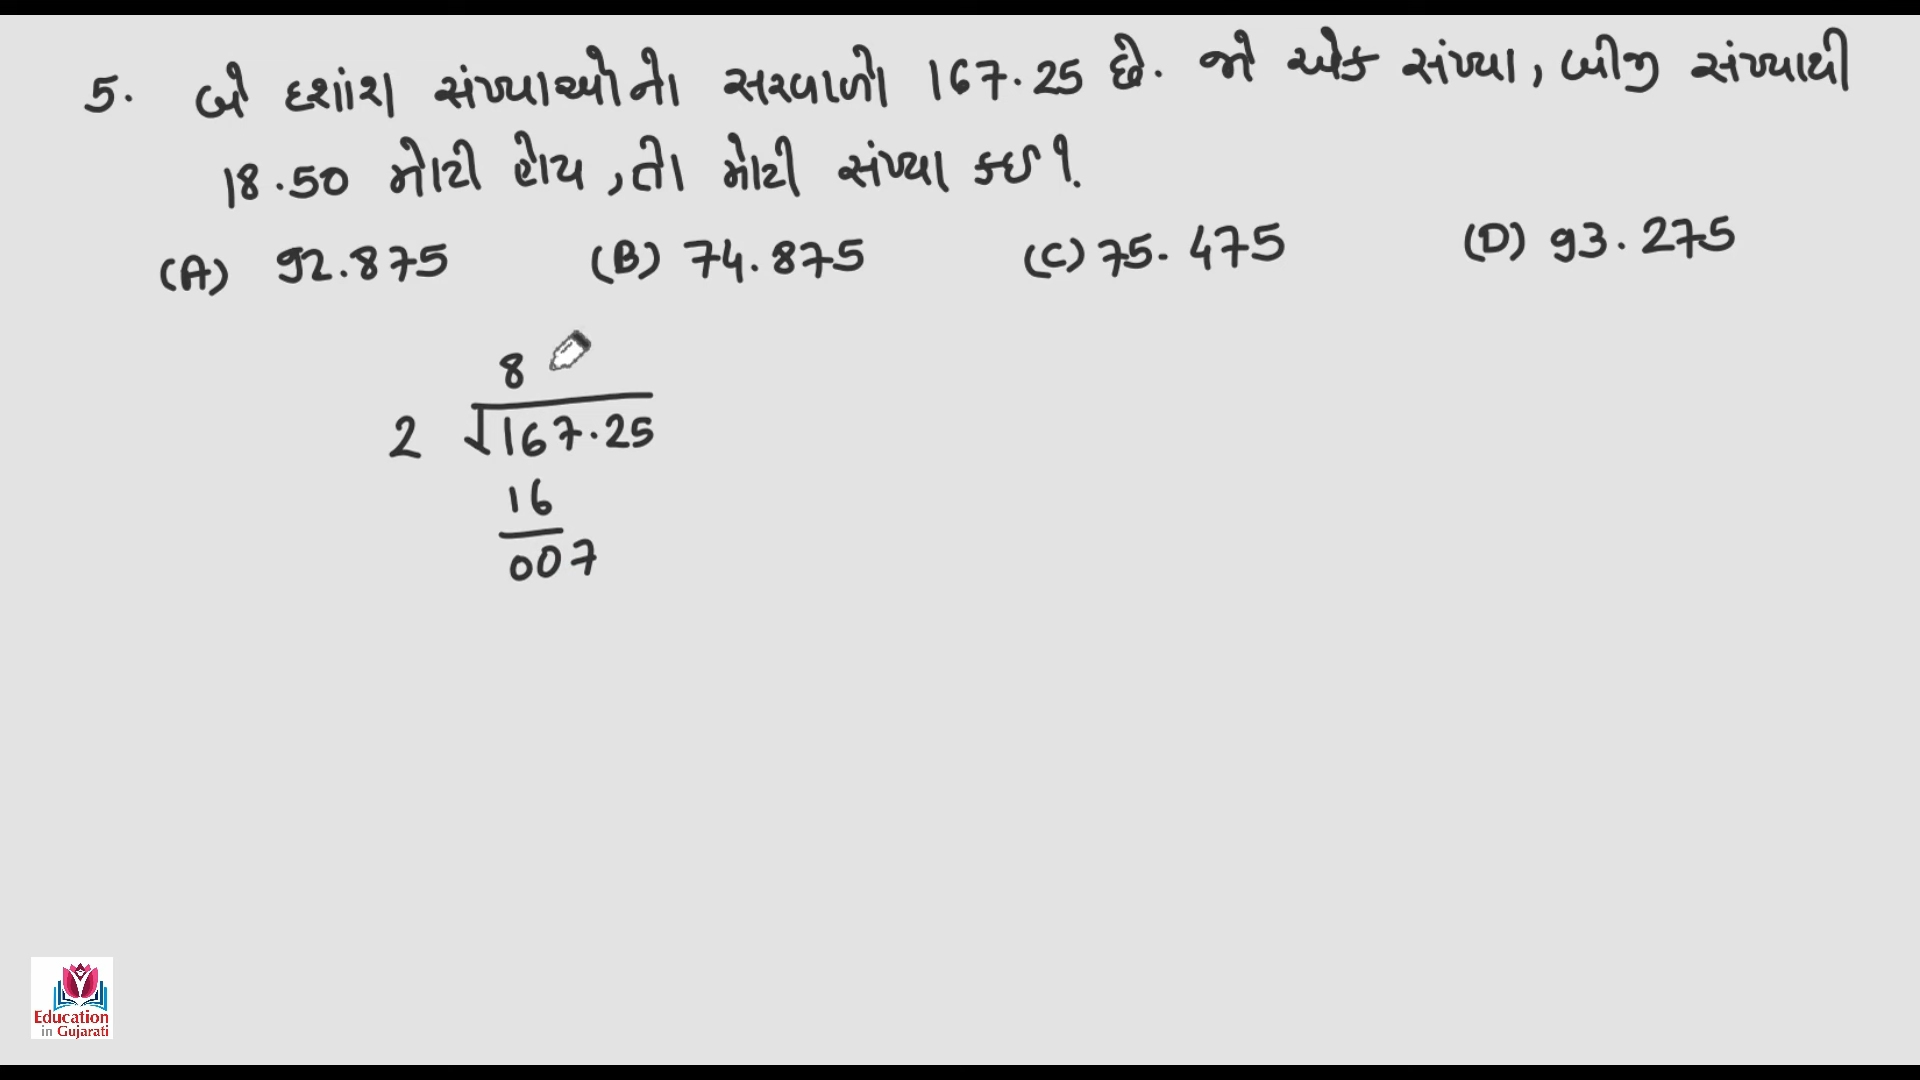 5. બે દશાંશ સંખ્યાઓનો સરવાળો 167.25 છે. જો એક સંખ્યા, બીજી સંખ્યાથી
18.50 મોટી હોય, તો મોટી સંખ્યા કઈ?
(A) 92.875 (B) 74.875 (C) 75.475 (D) 93.275
8
2 √167.25
16
007
Education
in Gujarati